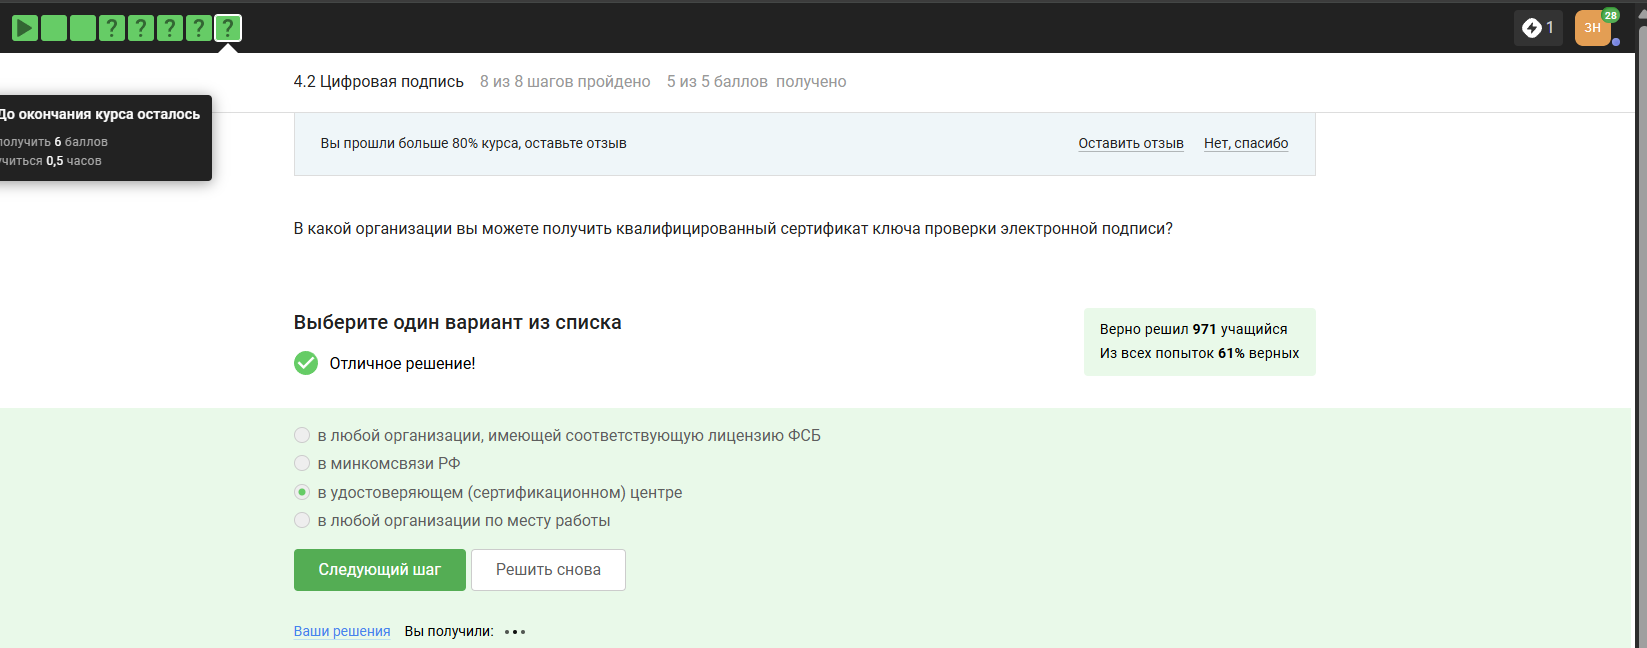 ? ? ? ? ?
1
ЗН
28
4.2 Цифровая подпись 8 из 8 шагов пройдено 5 из 5 баллов получено
До окончания курса осталось
получить 6 баллов
учиться 0,5 часов
Вы прошли больше 80% курса, оставьте отзыв
Оставить отзыв Нет, спасибо
В какой организации вы можете получить квалифицированный сертификат ключа проверки электронной подписи?
Выберите один вариант из списка
Отличное решение!
Верно решил 971 учащийся
Из всех попыток 61% верных
в любой организации, имеющей соответствующую лицензию ФСБ
в минкомсвязи РФ
в удостоверяющем (сертификационном) центре
в любой организации по месту работы
Следующий шаг Решить снова
Ваши решения Вы получили: